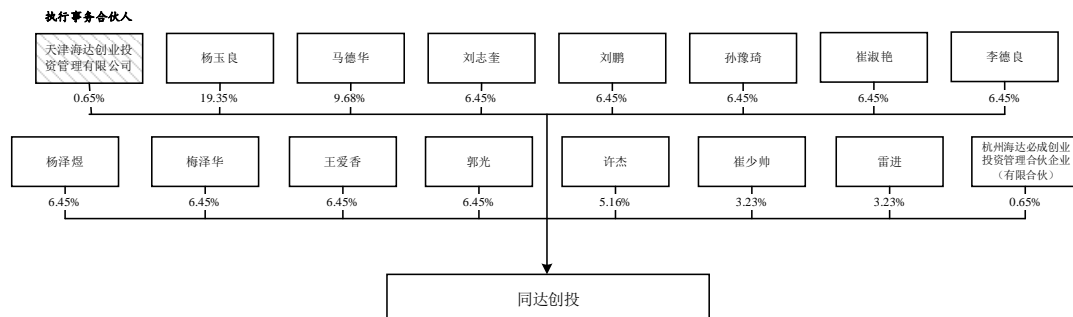 执行事务合伙人
天津海达创业投
资管理有限公司
杨玉良
马德华
刘志奎
刘鹏
孙豫琦
崔淑艳
李德良
0.65%
19.35%
9.68%
6.45%
6.45%
6.45%
6.45%
6.45%
杨泽煜
梅泽华
王爱香
郭光
许杰
崔少帅
雷进
杭州海达必成创业
投资管理合伙企业
（有限合伙）
6.45%
6.45%
6.45%
6.45%
5.16%
3.23%
3.23%
0.65%
同达创投